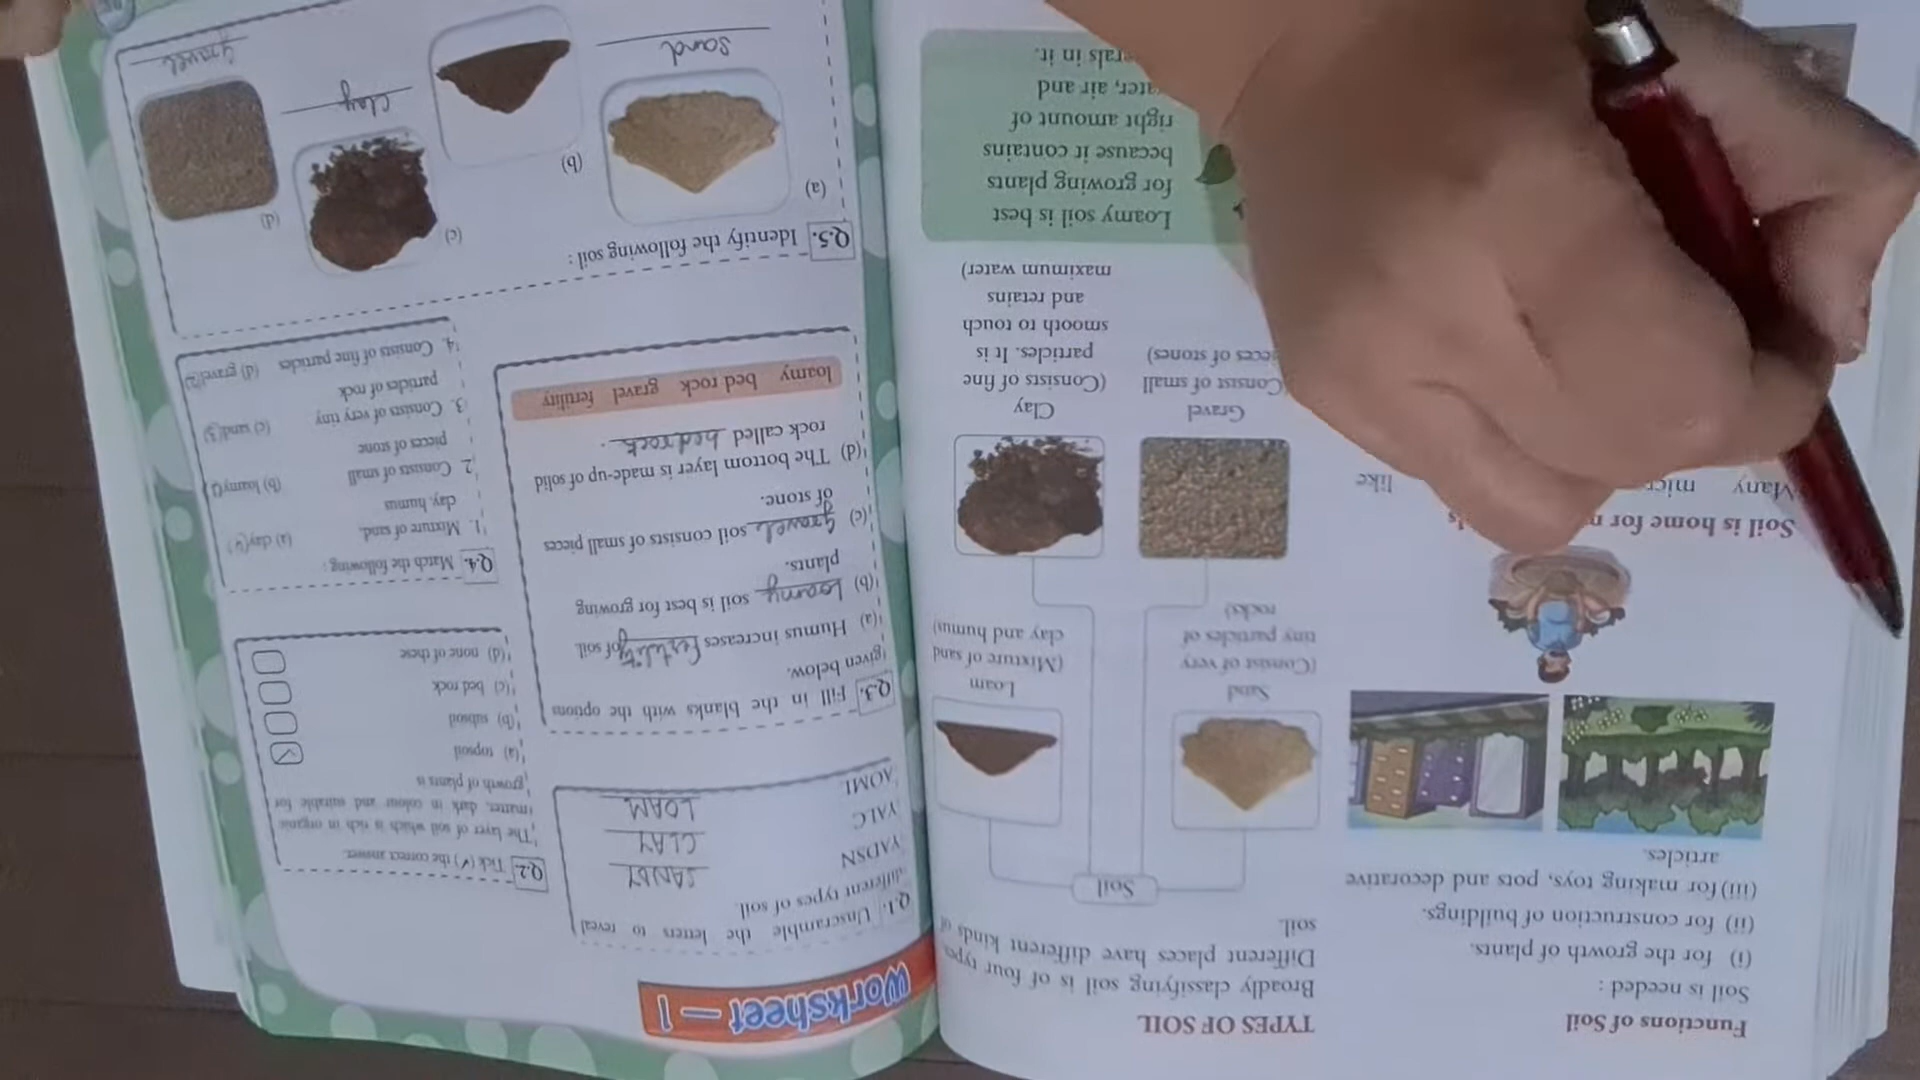 Functions of Soil
Soil is needed :
(i) for the growth of plants.
(ii) for construction of buildings.
(iii) for making toys, pots and decorative
articles.
Soil is home for
Many
like
TYPES OF SOIL
Broadly classifying soil is of four types
Different places have different kinds of
soil.
Soil
Sand
(Consist of very
tiny particles of
rocks)
Loam
(Mixture of sand
clay and humus)
Gravel
(Consist of small
pieces of stones)
Clay
(Consists of fine
particles. It is
smooth to touch
and retains
maximum water)
Loamy soil is best
for growing plants
because it contains
right amount of
air and
in it.
Worksheet – 1
Q.1. Unscramble the letters to reveal
different types of soil.
YADSN SANDY
YALC CLAY
AOML LOAM
Q.2. Tick (✓) the correct answer.
The layer of soil which is rich in organic
matter, dark in colour and suitable for
growth of plants is
(a) topsoil ✓
(b) subsoil
(c) bed rock
(d) none of these
Q.3. Fill in the blanks with the options
given below.
(a) Humus increases fertility of soil.
(b) Loamy soil is best for growing
plants.
(c) gravel soil consists of small pieces
of stone.
(d) The bottom layer is made-up of solid
rock called bedrock.
loamy bed rock gravel fertility
Q.4. Match the following :
1. Mixture of sand, (a) clay(4)
clay, humus
2. Consists of small (b) loamy(1)
pieces of stone
3. Consists of very tiny (c) sand(3)
particles of rock
4. Consists of fine particles (d) gravel(2)
Q.5. Identify the following soil :
(a)
sand
(b)
(c)
clay
(d)
gravel